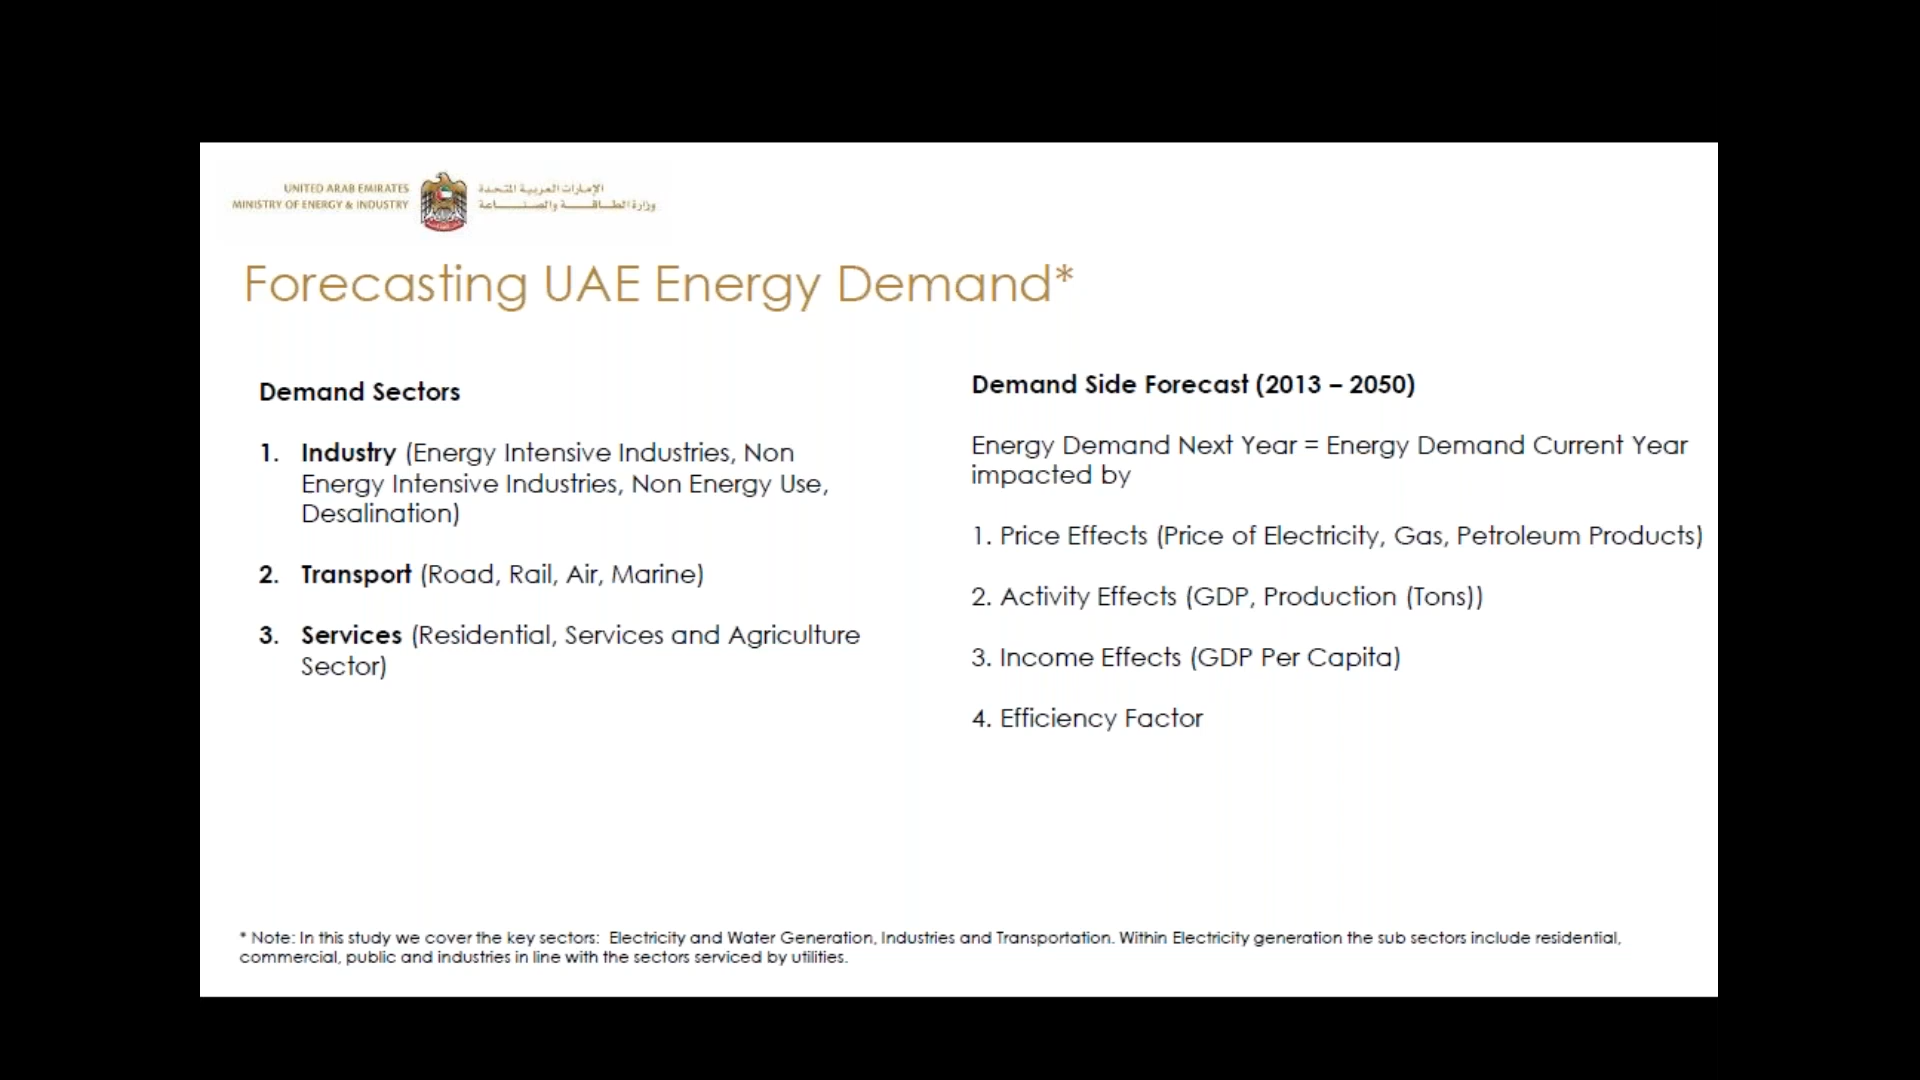 UNITED ARAB EMIRATES
MINISTRY OF ENERGY & INDUSTRY
الإمارات العربية المتحدة
وزارة الطاقة والصناعة
Forecasting UAE Energy Demand*
Demand Sectors
1. Industry (Energy Intensive Industries, Non
Energy Intensive Industries, Non Energy Use,
Desalination)
2. Transport (Road, Rail, Air, Marine)
3. Services (Residential, Services and Agriculture
Sector)
Demand Side Forecast (2013 – 2050)
Energy Demand Next Year = Energy Demand Current Year
impacted by
1. Price Effects (Price of Electricity, Gas, Petroleum Products)
2. Activity Effects (GDP, Production (Tons))
3. Income Effects (GDP Per Capita)
4. Efficiency Factor
* Note: In this study we cover the key sectors: Electricity and Water Generation, Industries and Transportation. Within Electricity generation the sub sectors include residential,
commercial, public and industries in line with the sectors serviced by utilities.